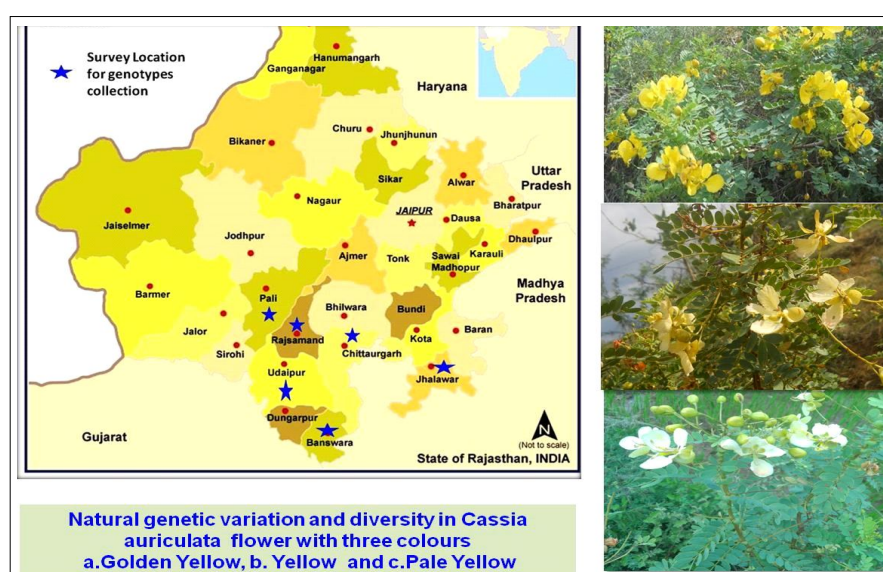 Survey Location
for genotypes
collection
Hanumangarh
Ganganagar
Haryana
Churu
Jhunjhunun
Bikaner
Sikar
Alwar
Uttar
Pradesh
Bharatpur
Nagaur
JAIPUR
Dausa
Jaiselmer
Jodhpur
Ajmer
Tonk
Sawai
Madhopur
Karauli
Dhaulpur
Madhya
Pradesh
Barmer
Pali
Bhilwara
Bundi
Jalor
Rajsamand
Kota
Baran
Sirohi
Chittaurgarh
Udaipur
Jhalawar
Dungarpur
Banswara
Gujarat
N
(Not to scale)
State of Rajasthan, INDIA
Natural genetic variation and diversity in Cassia
auriculata flower with three colours
a.Golden Yellow, b. Yellow and c.Pale Yellow